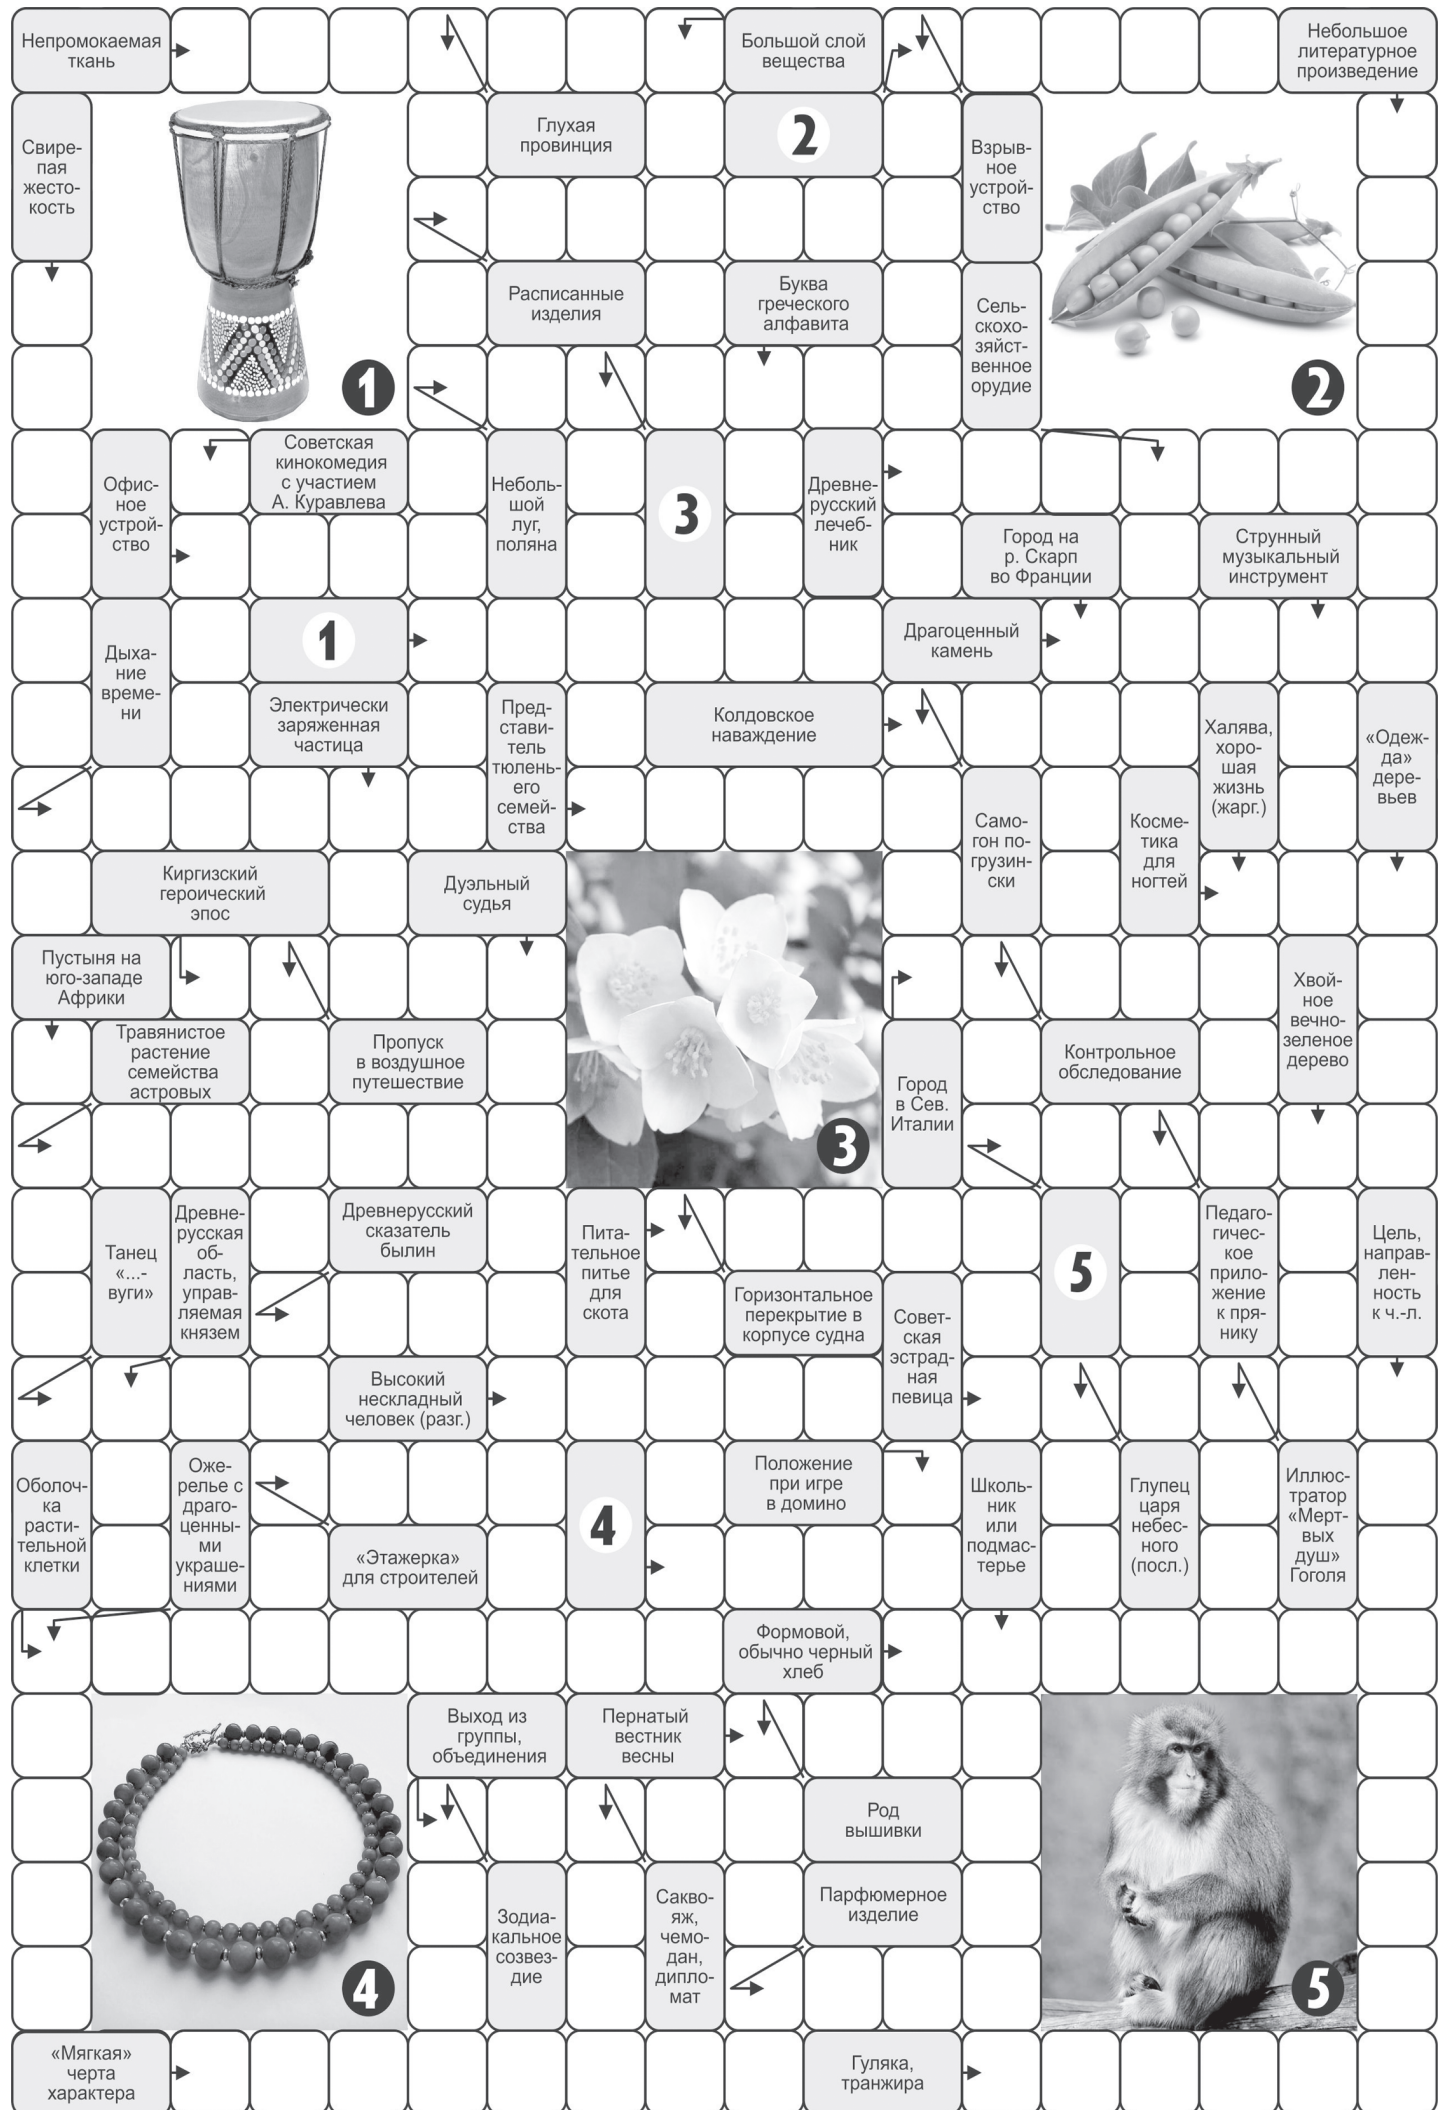 Непромокаемая
ткань
Большой слой
вещества
Небольшое
литературное
произведение
Свире-
пая
жесто-
кость
Глухая
провинция
2
Взрыв-
ное
устрой-
ство
Расписанные
изделия
Буква
греческого
алфавита
Сель-
скохо-
зяйст-
венное
орудие
1
2
Офис-
ное
устрой-
ство
Советская
кинокомедия
с участием
А. Куравлева
Неболь-
шой
луг,
поляна
3
Древне-
русский
лечеб-
ник
Город на
р. Скарп
во Франции
Струнный
музыкальный
инструмент
Дыха-
ние
време-
ни
1
Драгоценный
камень
Электрически
заряженная
частица
Пред-
стави-
тель
тюлень-
его
семей-
ства
Колдовское
наваждение
Халява,
хоро-
шая
жизнь
(жарг.)
«Одеж-
да»
дере-
вьев
Само-
гон по-
грузин-
ски
Косме-
тика
для
ногтей
Киргизский
героический
эпос
Дуэльный
судья
Пустыня на
юго-западе
Африки
Хвой-
ное
вечно-
зеленое
дерево
Травянистое
растение
семейства
астровых
Пропуск
в воздушное
путешествие
Город
в Сев.
Италии
Контрольное
обследование
3
Танец
«...-
вуги»
Древне-
русская
об-
ласть,
управ-
ляемая
князем
Древнерусский
сказатель
былин
Пита-
тельное
питье
для
скота
5
Педаго-
гичес-
кое
прило-
жение
к пря-
нику
Цель,
направ-
лен-
ность
к ч.-л.
Горизонтальное
перекрытие в
корпусе судна
Совет-
ская
эстрад-
ная
певица
Высокий
нескладный
человек (разг.)
Оболоч-
ка
расти-
тельной
клетки
Оже-
релье с
драго-
ценны-
ми
украше-
ниями
4
Положение
при игре
в домино
Школь-
ник
или
подмас-
терье
Глупец
царя
небес-
ного
(посл.)
Иллюс-
тратор
«Мерт-
вых
душ»
Гоголя
«Этажерка»
для строителей
Формовой,
обычно черный
хлеб
Выход из
группы,
объединения
Пернатый
вестник
весны
Род
вышивки
Зодиа-
кальное
созвез-
дие
Сакво-
яж,
чемо-
дан,
дипло-
мат
Парфюмерное
изделие
4
5
«Мягкая»
черта
характера
Гуляка,
транжира